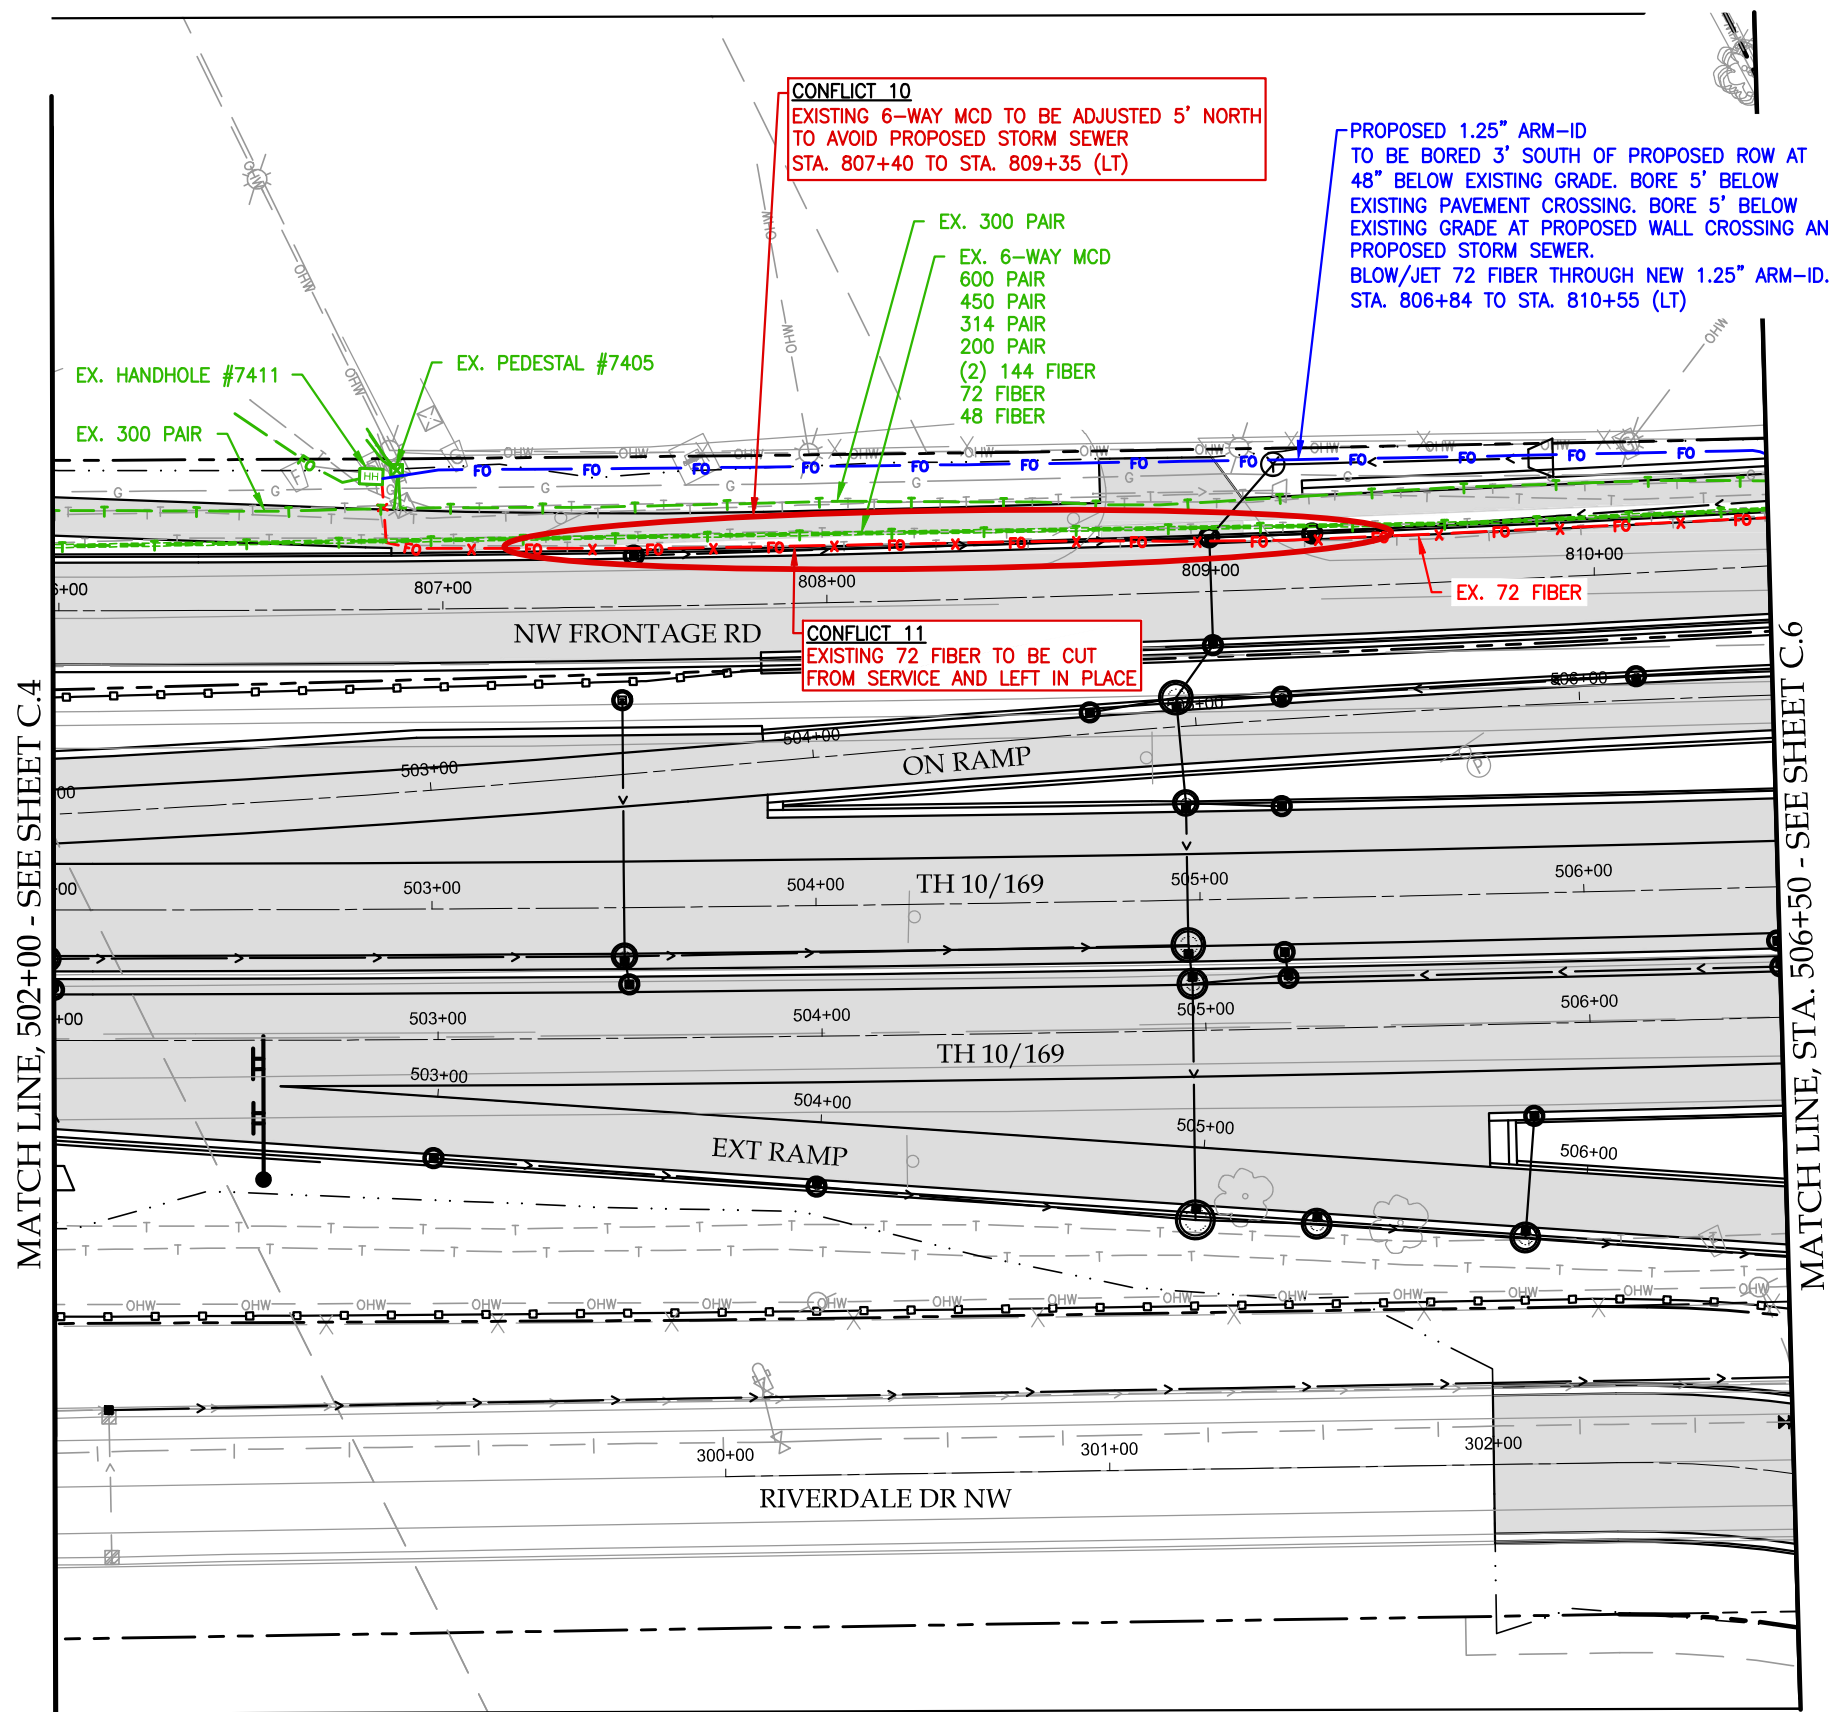 CONFLICT 10
EXISTING 6-WAY MCD TO BE ADJUSTED 5' NORTH
TO AVOID PROPOSED STORM SEWER
STA. 807+40 TO STA. 809+35 (LT)
PROPOSED 1.25" ARM-ID
TO BE BORED 3' SOUTH OF PROPOSED ROW AT
48" BELOW EXISTING GRADE. BORE 5' BELOW
EXISTING PAVEMENT CROSSING. BORE 5' BELOW
EXISTING GRADE AT PROPOSED WALL CROSSING AN
PROPOSED STORM SEWER.
BLOW/JET 72 FIBER THROUGH NEW 1.25" ARM-ID.
STA. 806+84 TO STA. 810+55 (LT)
EX. 300 PAIR
EX. 6-WAY MCD
600 PAIR
450 PAIR
314 PAIR
200 PAIR
(2) 144 FIBER
72 FIBER
48 FIBER
EX. HANDHOLE #7411
EX. PEDESTAL #7405
EX. 300 PAIR
HH
6+00
807+00
808+00
809+00
810+00
EX. 72 FIBER
NW FRONTAGE RD
CONFLICT 11
EXISTING 72 FIBER TO BE CUT
FROM SERVICE AND LEFT IN PLACE
00
503+00
504+00
506+00
ON RAMP
+00
503+00
504+00
TH 10/169
505+00
506+00
+00
503+00
504+00
505+00
506+00
TH 10/169
503+00
504+00
505+00
506+00
EXT RAMP
300+00
301+00
302+00
RIVERDALE DR NW
MATCH LINE, 502+00 - SEE SHEET C.4
MATCH LINE, STA. 506+50 - SEE SHEET C.6